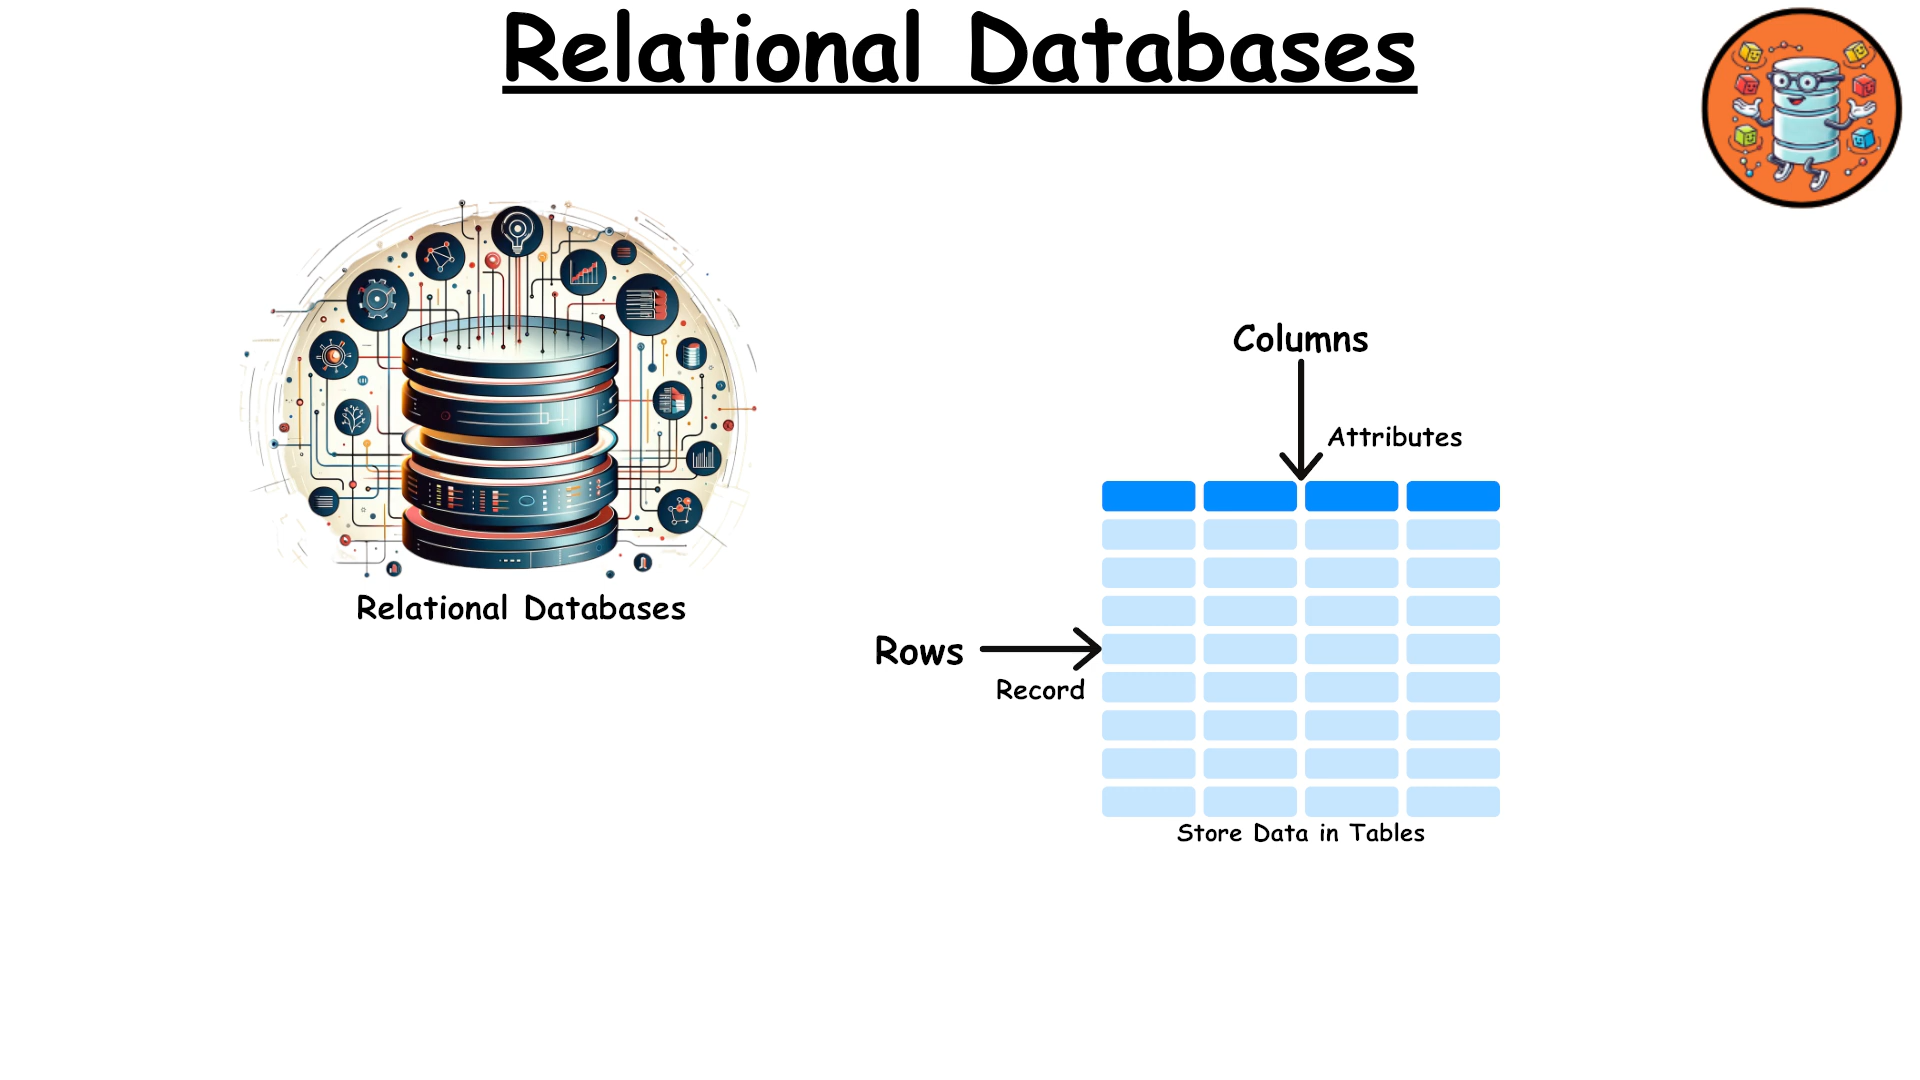 Relational Databases
Relational Databases
Columns
Attributes
Rows
Record
Store Data in Tables